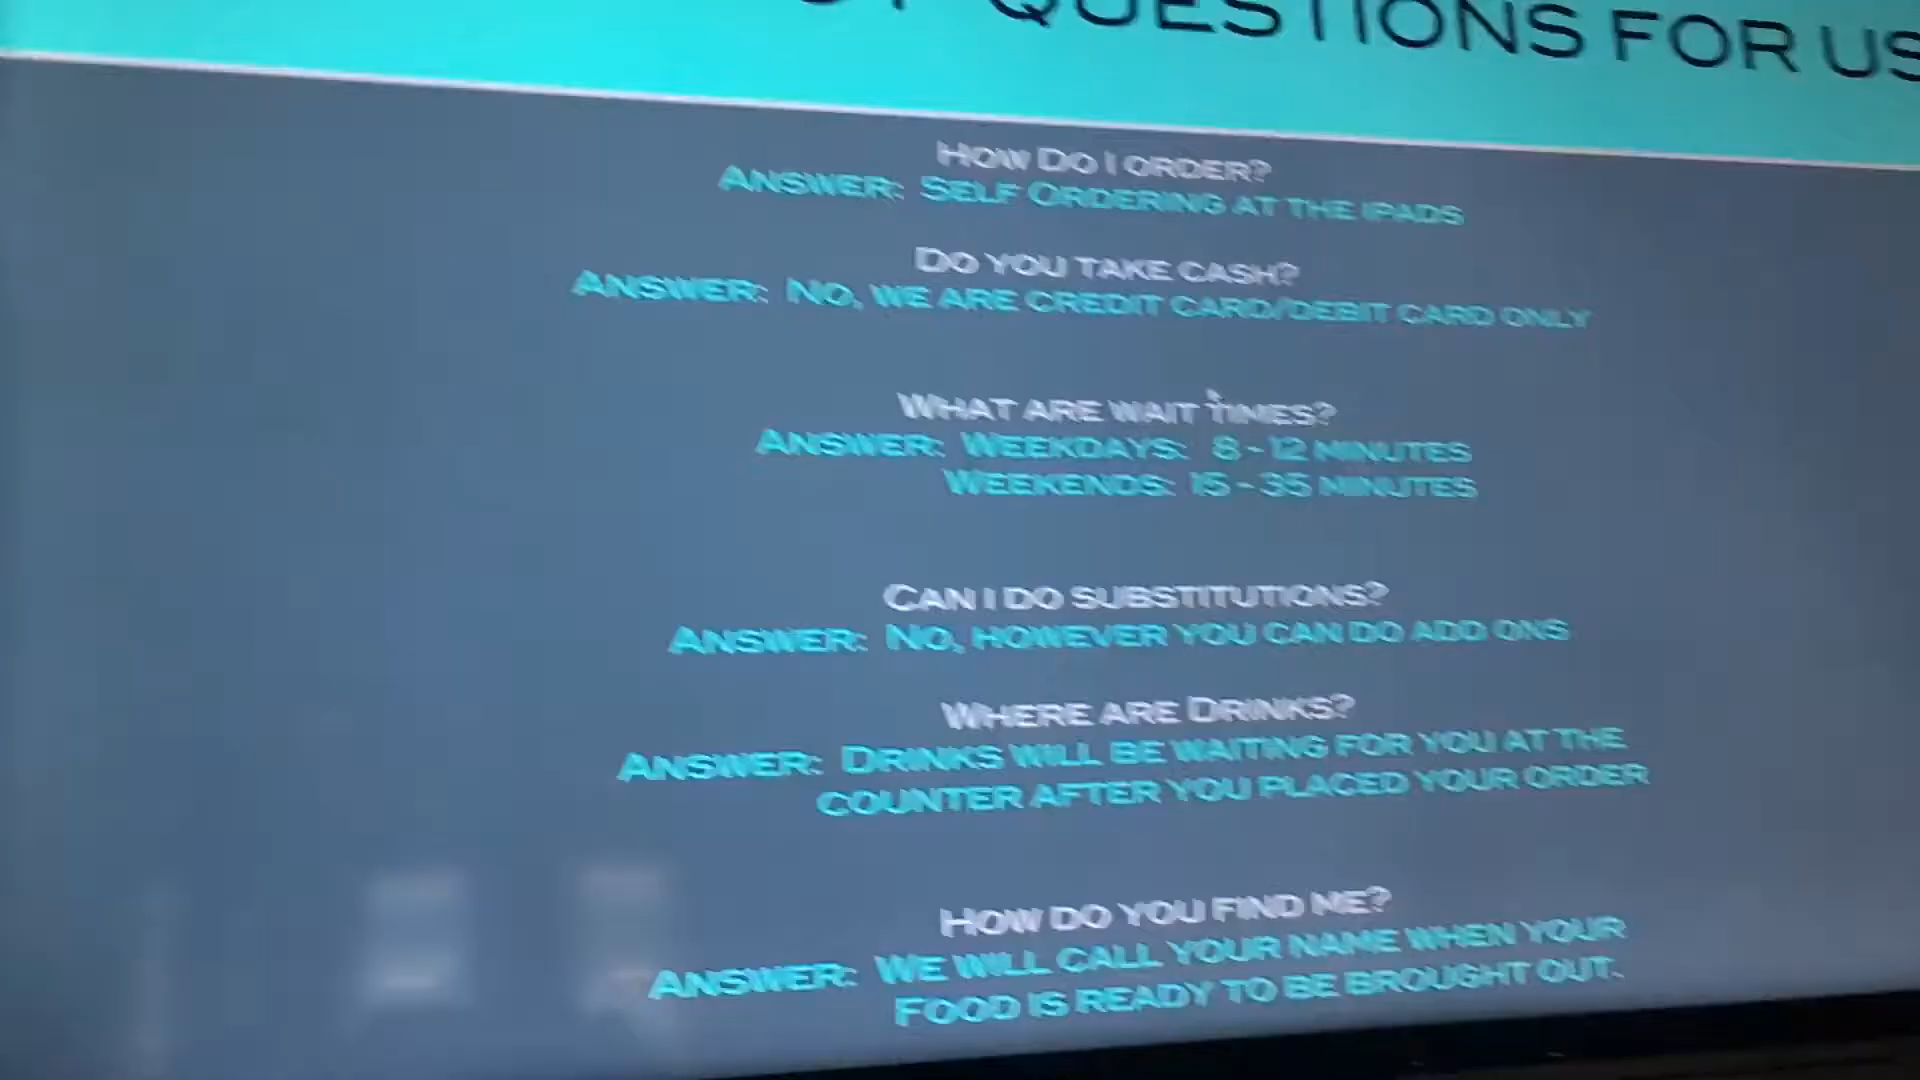 QUESTIONS FOR US
HOW DO I ORDER?
ANSWER: SELF ORDERING AT THE IPADS
DO YOU TAKE CASH?
ANSWER: NO, WE ARE CREDIT CARD/DEBIT CARD ONLY
WHAT ARE WAIT TIMES?
ANSWER: WEEKDAYS: 8 - 12 MINUTES
WEEKENDS: 15 - 35 MINUTES
CAN I DO SUBSTITUTIONS?
ANSWER: NO, HOWEVER YOU CAN DO ADD ONS
WHERE ARE DRINKS?
ANSWER: DRINKS WILL BE WAITING FOR YOU AT THE
COUNTER AFTER YOU PLACED YOUR ORDER
HOW DO YOU FIND ME?
ANSWER: WE WILL CALL YOUR NAME WHEN YOUR
FOOD IS READY TO BE BROUGHT OUT.